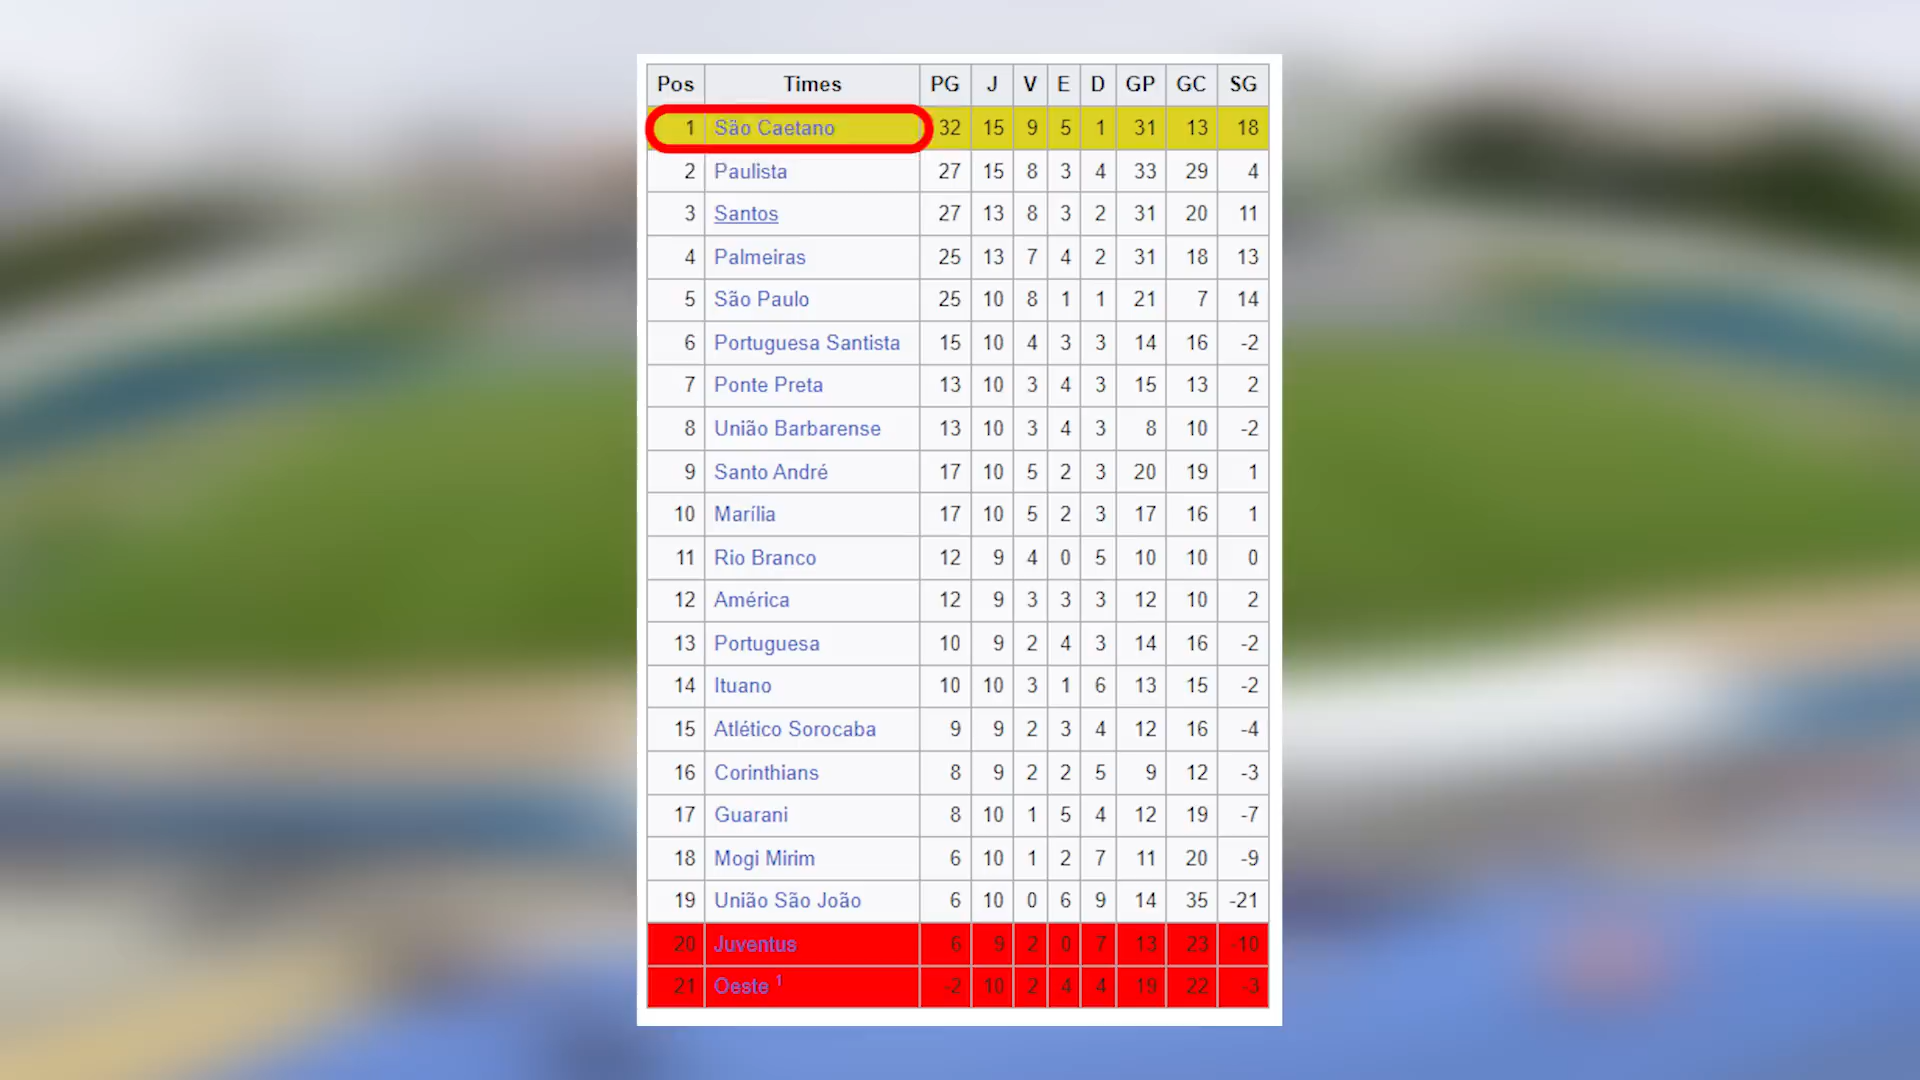 Pos Times PG J V E D GP GC SG
1 São Caetano 32 15 9 5 1 31 13 18
2 Paulista 27 15 8 3 4 33 29 4
3 Santos 27 13 8 3 2 31 20 11
4 Palmeiras 25 13 7 4 2 31 18 13
5 São Paulo 25 10 8 1 1 21 7 14
6 Portuguesa Santista 15 10 4 3 3 14 16 -2
7 Ponte Preta 13 10 3 4 3 15 13 2
8 União Barbarense 13 10 3 4 3 8 10 -2
9 Santo André 17 10 5 2 3 20 19 1
10 Marília 17 10 5 2 3 17 16 1
11 Rio Branco 12 9 4 0 5 10 10 0
12 América 12 9 3 3 3 12 10 2
13 Portuguesa 10 9 2 4 3 14 16 -2
14 Ituano 10 10 3 1 6 13 15 -2
15 Atlético Sorocaba 9 9 2 3 4 12 16 -4
16 Corinthians 8 9 2 2 5 9 12 -3
17 Guarani 8 10 1 5 4 12 19 -7
18 Mogi Mirim 6 10 1 2 7 11 20 -9
19 União São João 6 10 0 6 9 14 35 -21
20 Juventus 6 9 2 0 7 13 23 -10
21 Oeste 1 -2 10 2 4 4 19 22 -3